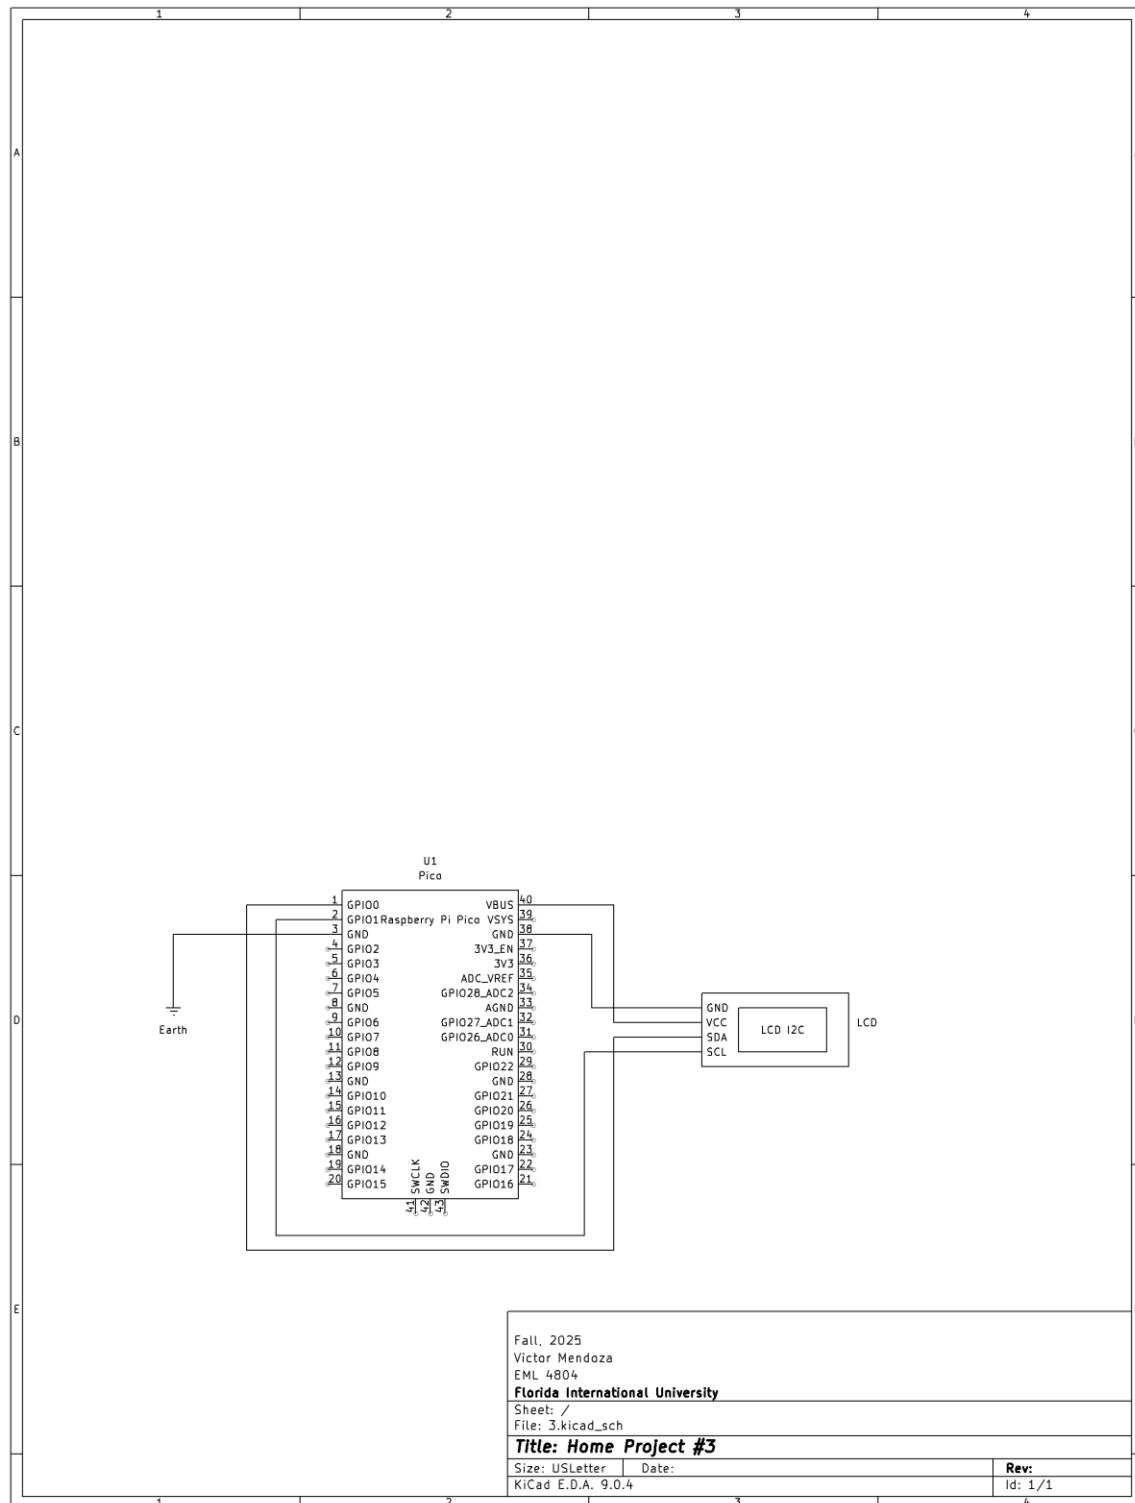 1 2 3 4
A
B
C
D
E
U1
Pico
Raspberry Pi Pico
1 GPIO0 VBUS 40
2 GPIO1 VSYS 39
3 GND GND 38
4 GPIO2 3V3_EN 37
5 GPIO3 3V3 36
6 GPIO4 ADC_VREF 35
7 GPIO5 GPIO28_ADC2 34
8 GND AGND 33
9 GPIO6 GPIO27_ADC1 32
10 GPIO7 GPIO26_ADC0 31
11 GPIO8 RUN 30
12 GPIO9 GPIO22 29
13 GND GND 28
14 GPIO10 GPIO21 27
15 GPIO11 GPIO20 26
16 GPIO12 GPIO19 25
17 GPIO13 GPIO18 24
18 GND GND 23
19 GPIO14 GPIO17 22
20 GPIO15 GPIO16 21
41 SWCLK
42 GND
43 SWDIO
Earth
GND
VCC
SDA
SCL
LCD I2C
LCD
Fall, 2025
Victor Mendoza
EML 4804
Florida International University
Sheet: /
File: 3.kicad_sch
Title: Home Project #3
Size: USLetter Date: Rev:
KiCad E.D.A. 9.0.4 Id: 1/1
1 2 3 4